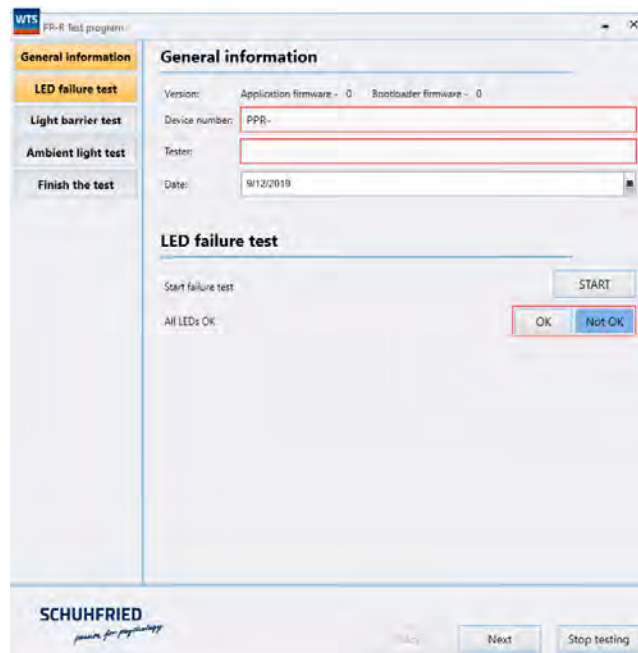 WTS PP-R Test program
General information
LED failure test
Light barrier test
Ambient light test
Finish the test
General information
Version: Application firmware - 0 Bootloader firmware - 0
Device number: PPR-
Tester:
Date: 9/12/2019
LED failure test
Start failure test START
All LEDs OK OK Not OK
SCHUHFRIED
passion for psychology
Next Stop testing